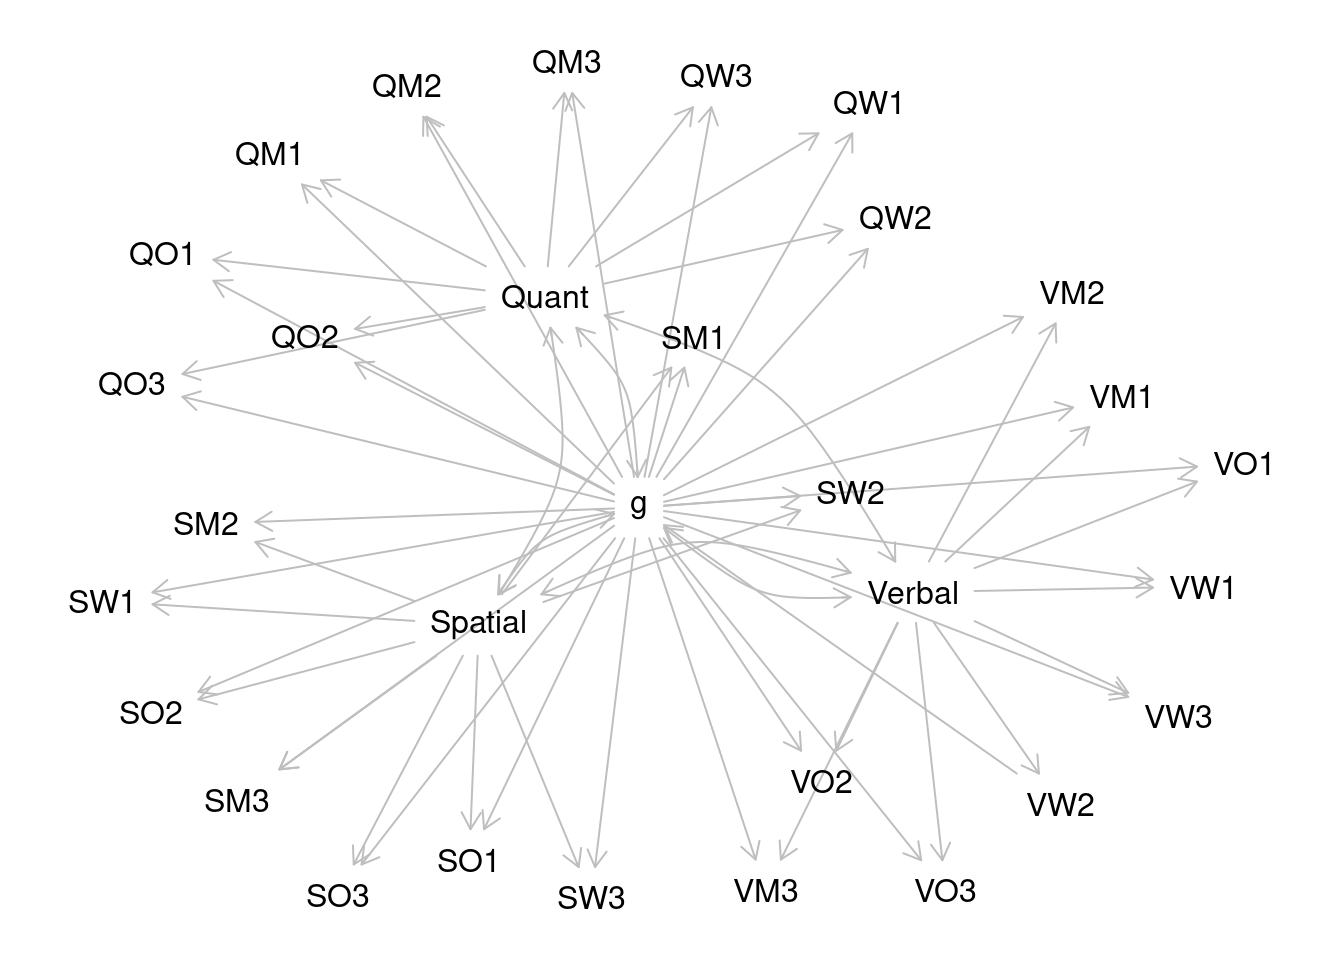 QM3
QW3
QM2
QW1
QM1
QW2
QO1
VM2
Quant
QO2
SM1
QO3
VM1
VO1
SW2
g
SM2
VW1
Verbal
SW1
Spatial
SO2
VW3
VO2
SM3
VW2
SO1
VM3
VO3
SO3
SW3